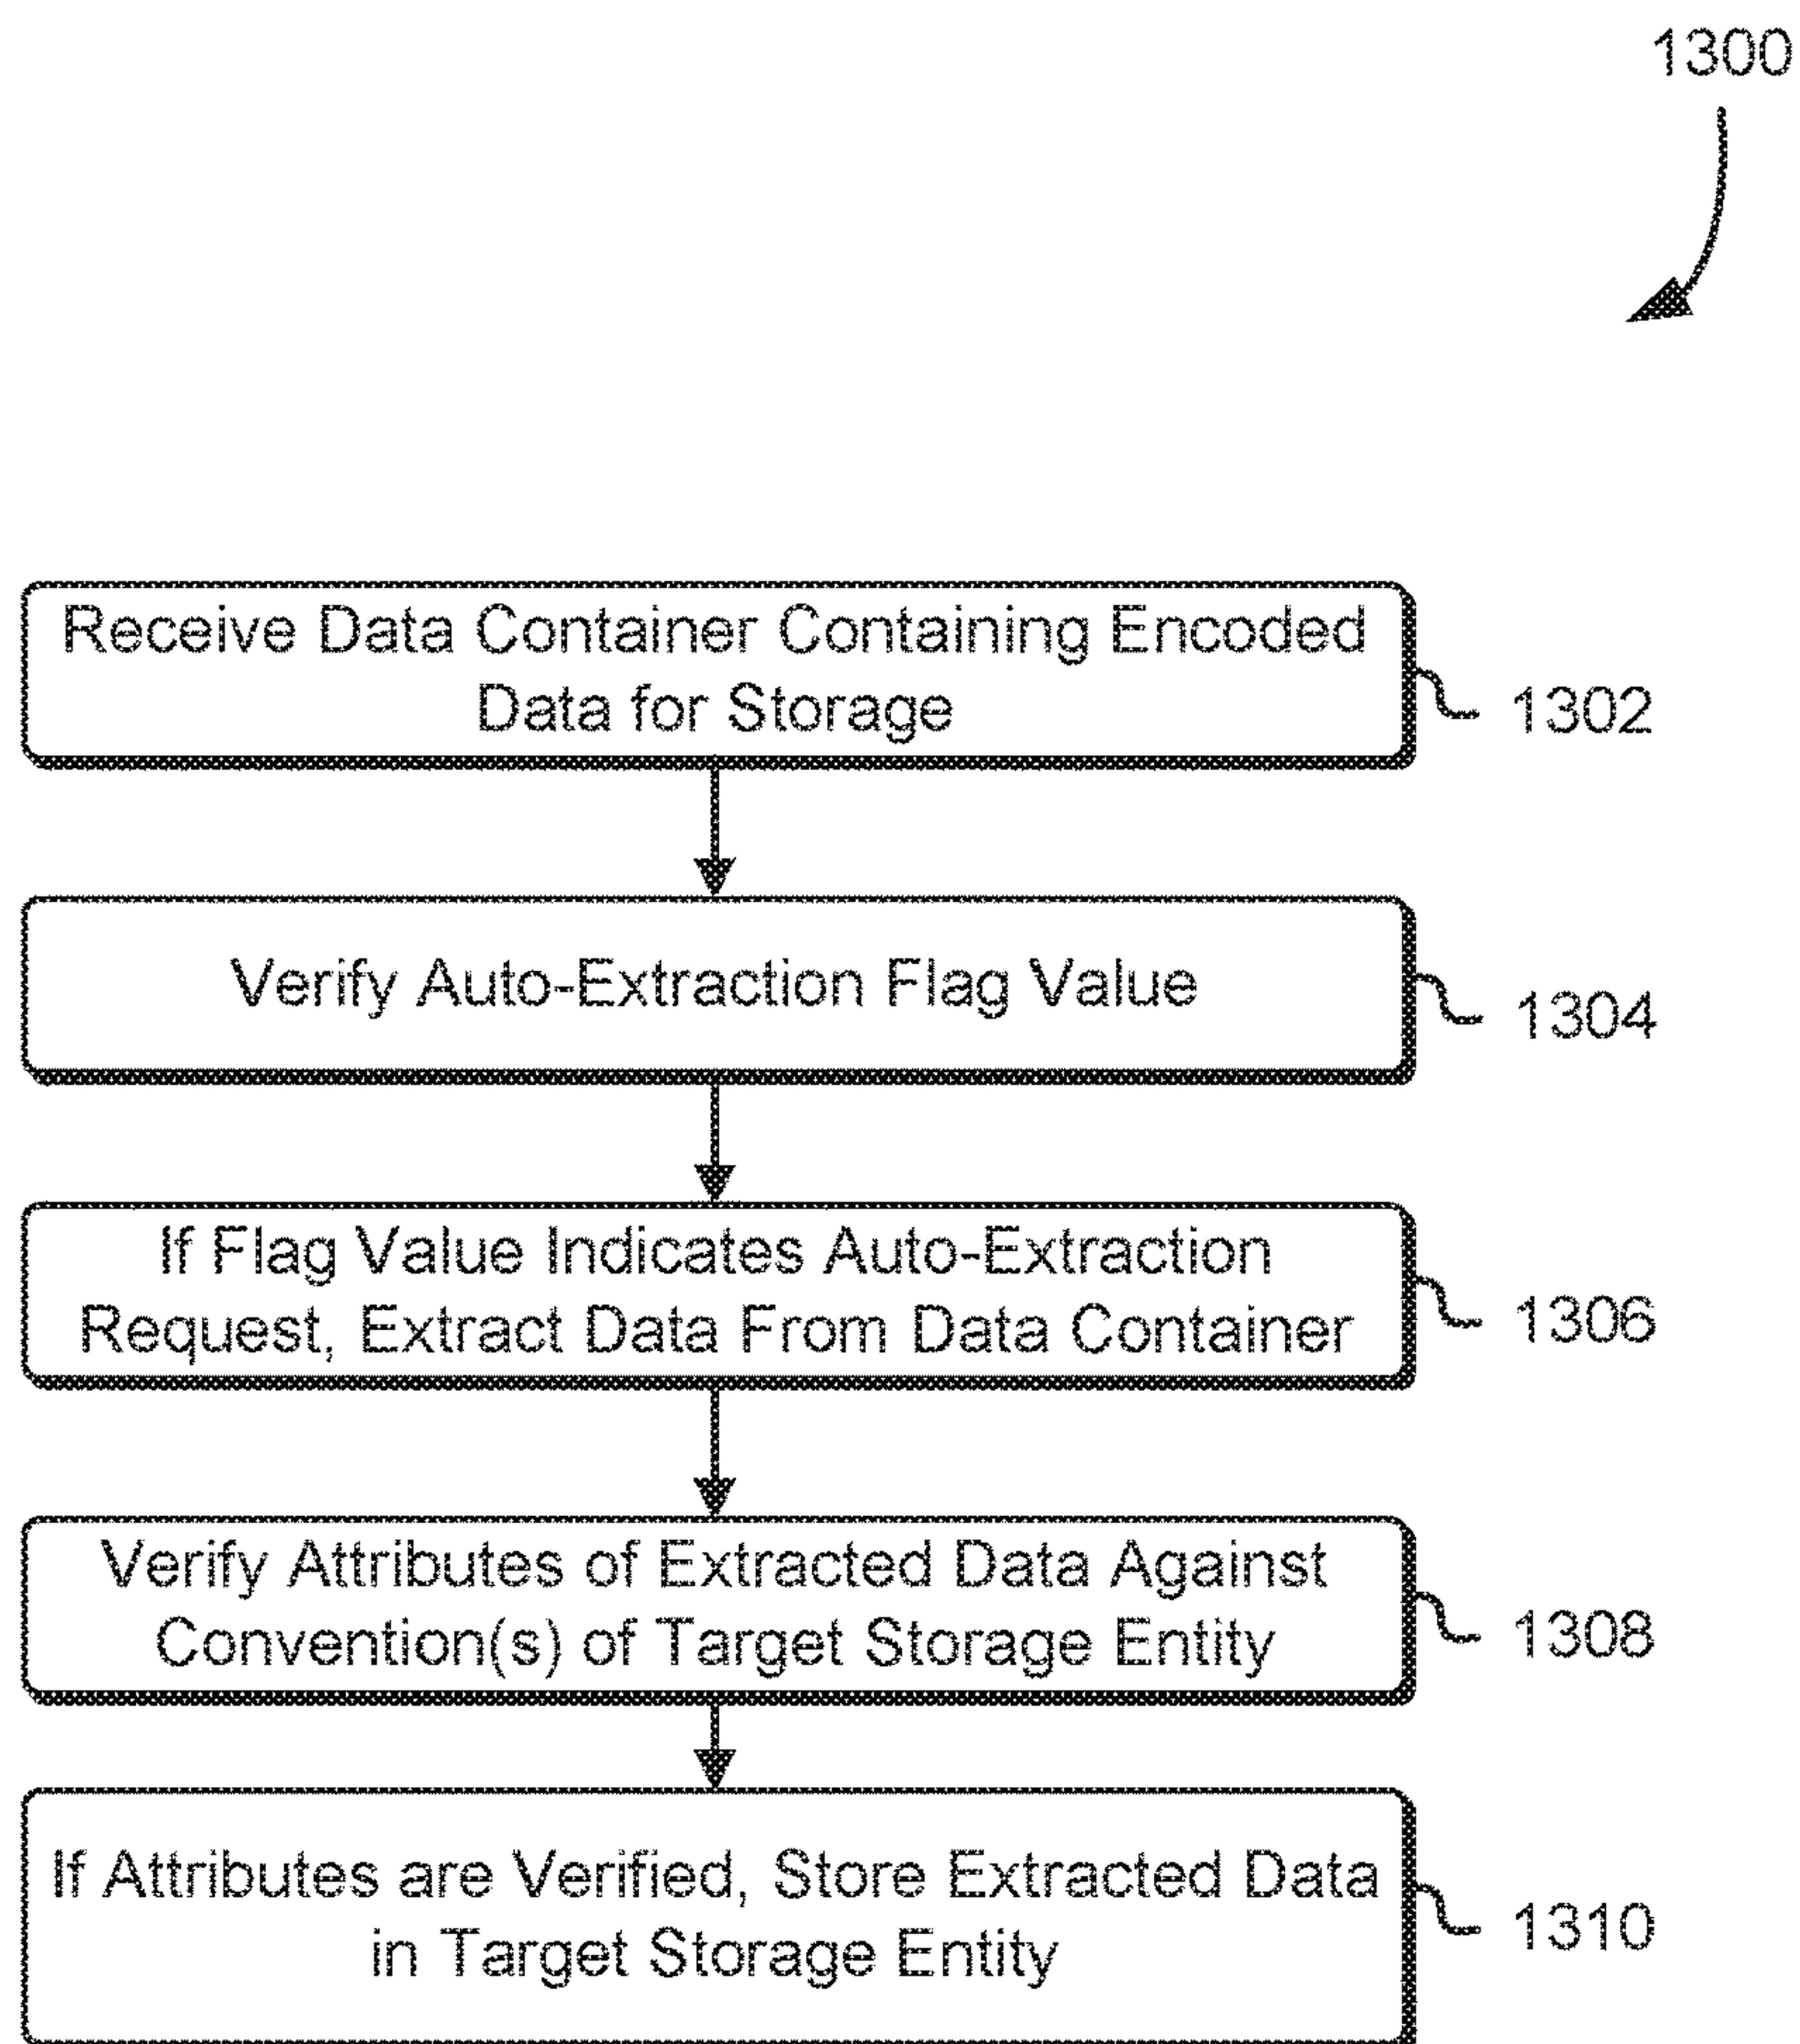 1300
Receive Data Container Containing Encoded
Data for Storage
1302
Verify Auto-Extraction Flag Value
1304
If Flag Value Indicates Auto-Extraction
Request, Extract Data From Data Container
1306
Verify Attributes of Extracted Data Against
Convention(s) of Target Storage Entity
1308
If Attributes are Verified, Store Extracted Data
in Target Storage Entity
1310